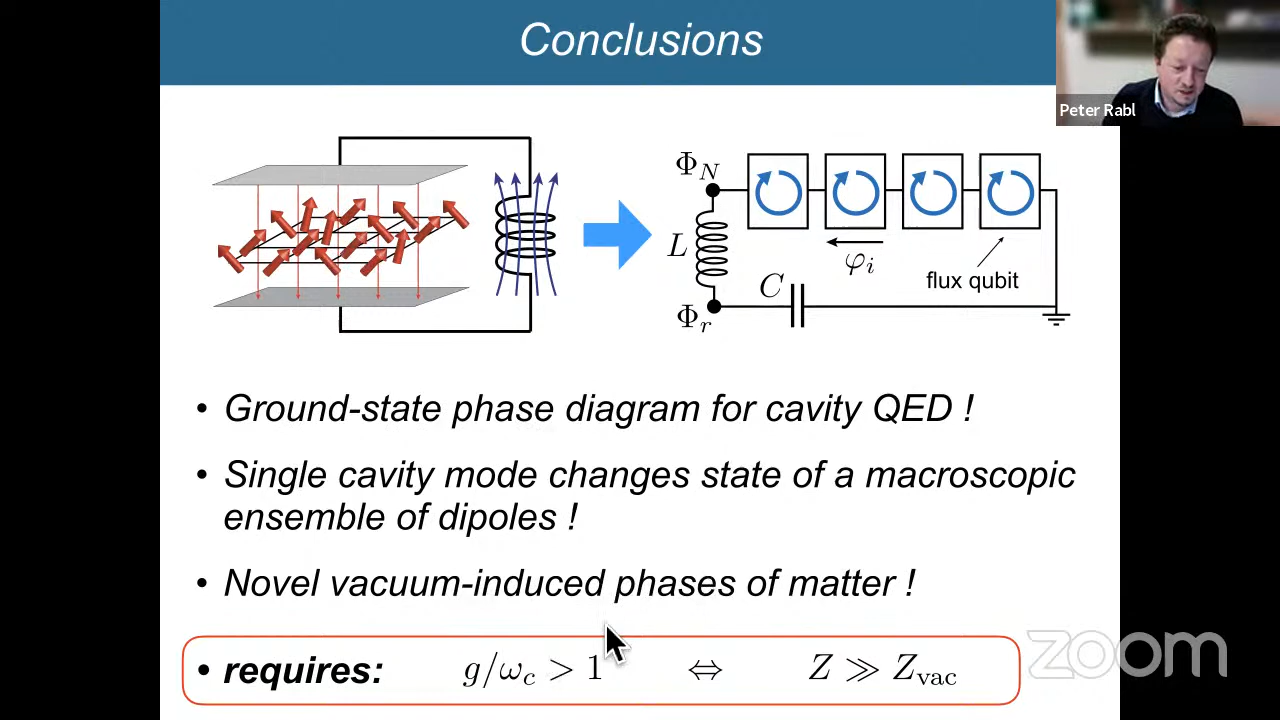 Conclusions
Peter Rabl
Φ_N
L
φ_i
flux qubit
C
Φ_r
• Ground-state phase diagram for cavity QED !
• Single cavity mode changes state of a macroscopic
ensemble of dipoles !
• Novel vacuum-induced phases of matter !
• requires: g/ω_c > 1 ⇔ Z ≫ Z_vac
zoom